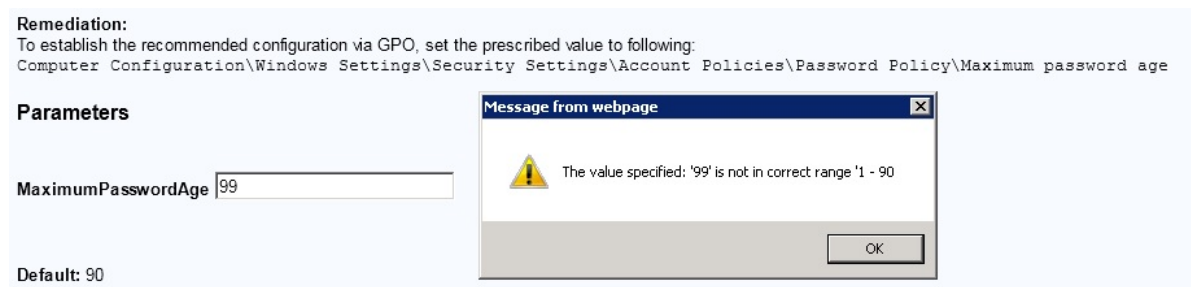 Remediation:
To establish the recommended configuration via GPO, set the prescribed value to following:
Computer Configuration\Windows Settings\Security Settings\Account Policies\Password Policy\Maximum password age
Parameters
Message from webpage
The value specified: '99' is not in correct range '1 - 90
MaximumPasswordAge 99
OK
Default: 90